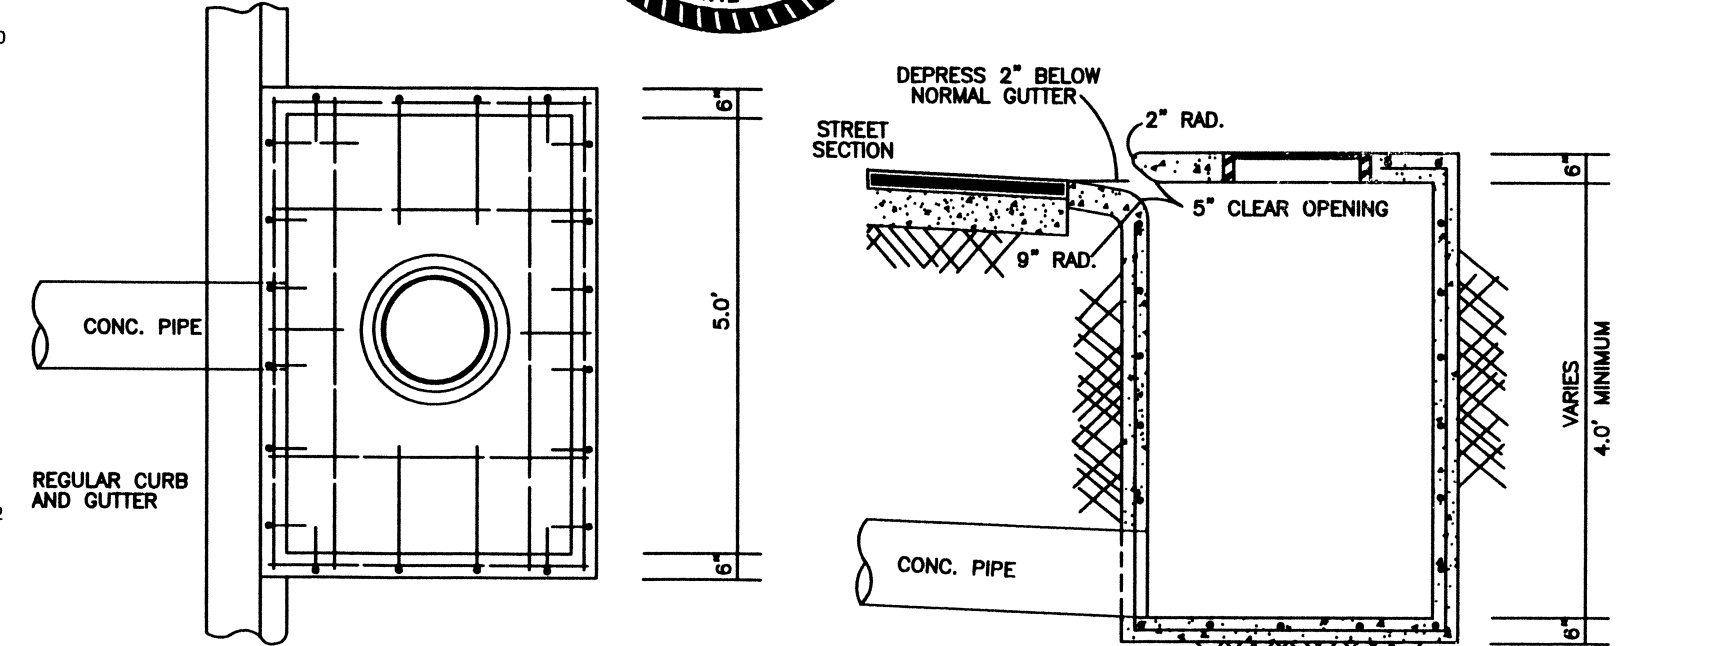 DEPRESS 2" BELOW
NORMAL GUTTER
2" RAD.
STREET
SECTION
5" CLEAR OPENING
9" RAD.
CONC. PIPE
REGULAR CURB
AND GUTTER
6"
5.0'
6"
CONC. PIPE
6"
VARIES
4.0' MINIMUM
6"